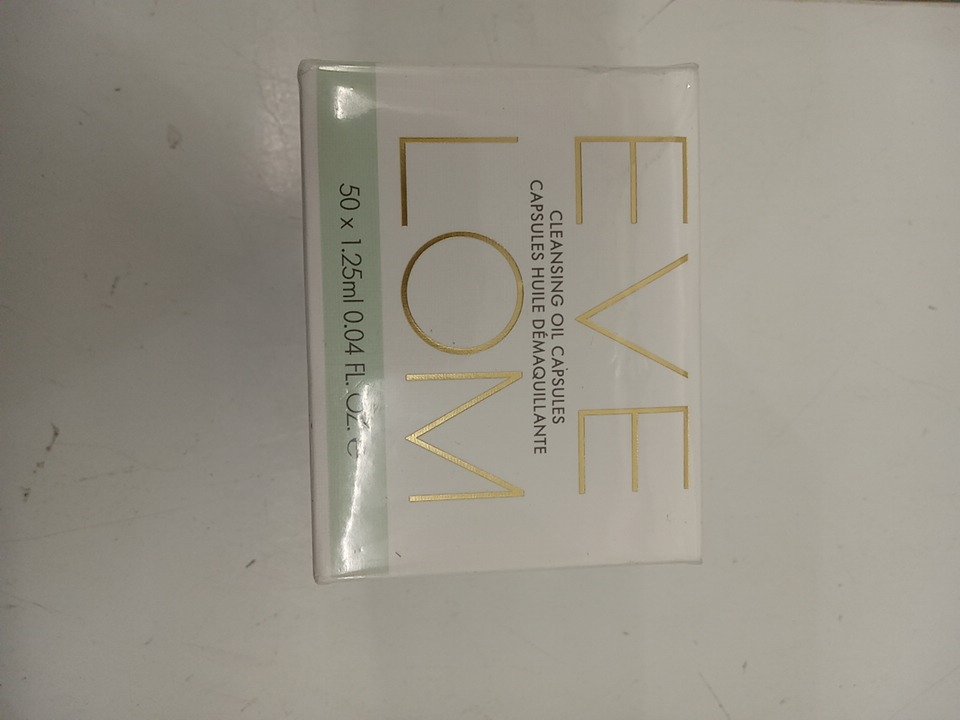 EVE
CLEANSING OIL CAPSULES
CAPSULES HUILE DÉMAQUILLANTE
LOM
50 x 1.25ml 0.04 FL. OZ. ℮